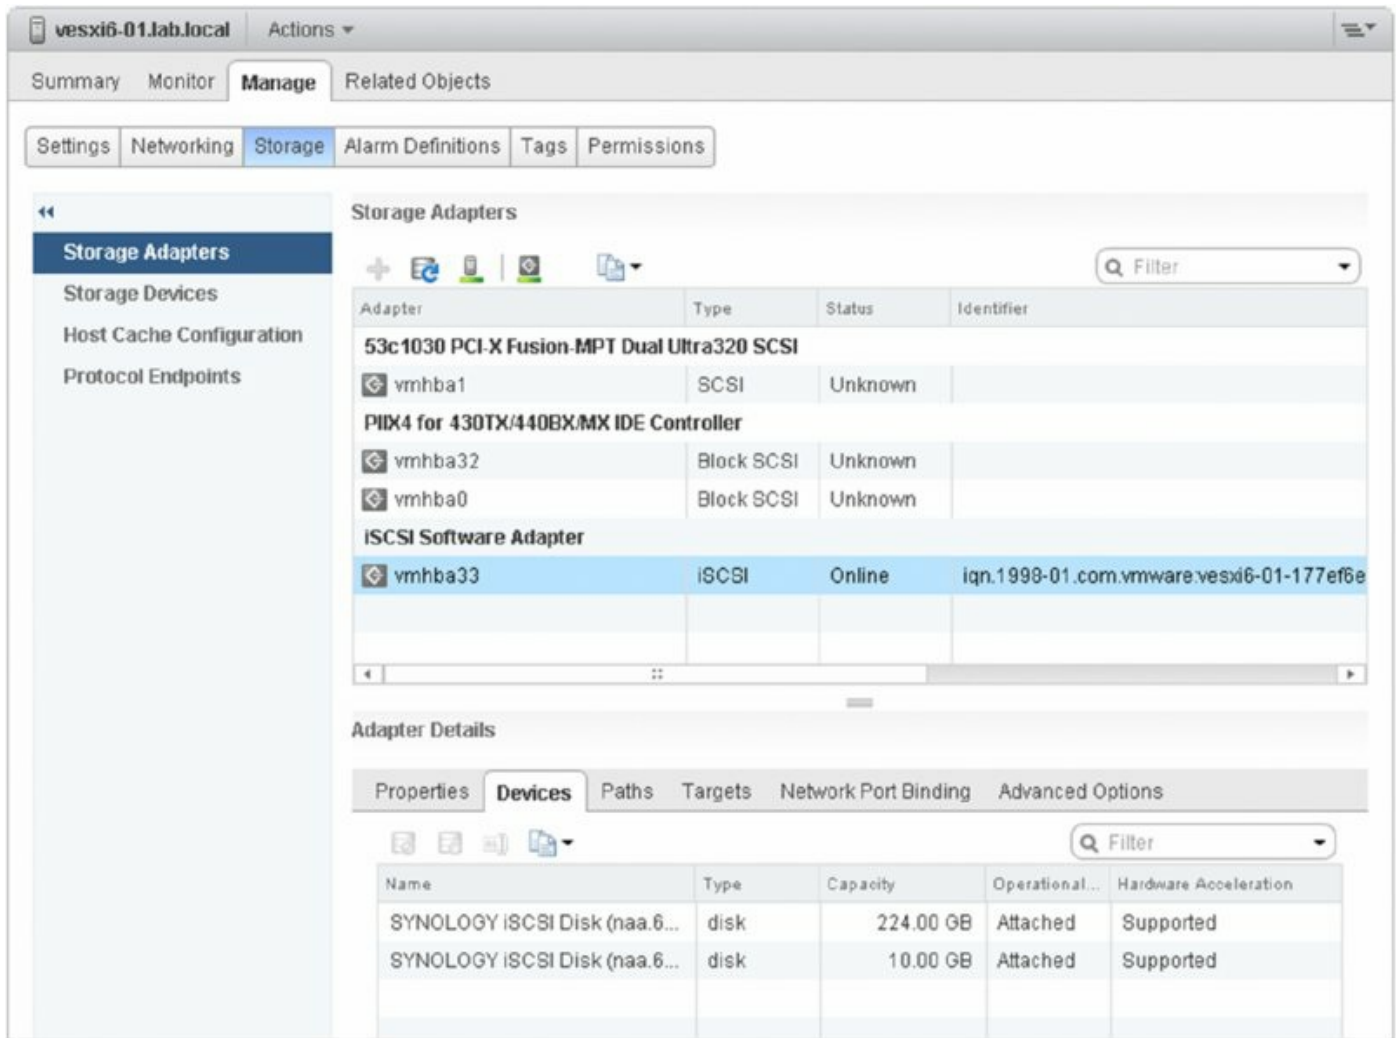 vesxi6-01.lab.local Actions
Summary Monitor Manage Related Objects
Settings Networking Storage Alarm Definitions Tags Permissions
Storage Adapters
Storage Devices
Host Cache Configuration
Protocol Endpoints
Storage Adapters
Filter
Adapter Type Status Identifier
53c1030 PCI-X Fusion-MPT Dual Ultra320 SCSI
vmhba1 SCSI Unknown
PIIX4 for 430TX/440BX/MX IDE Controller
vmhba32 Block SCSI Unknown
vmhba0 Block SCSI Unknown
iSCSI Software Adapter
vmhba33 iSCSI Online iqn.1998-01.com.vmware:vesxi6-01-177ef6e
Adapter Details
Properties Devices Paths Targets Network Port Binding Advanced Options
Filter
Name Type Capacity Operational... Hardware Acceleration
SYNOLOGY iSCSI Disk (naa.6... disk 224.00 GB Attached Supported
SYNOLOGY iSCSI Disk (naa.6... disk 10.00 GB Attached Supported